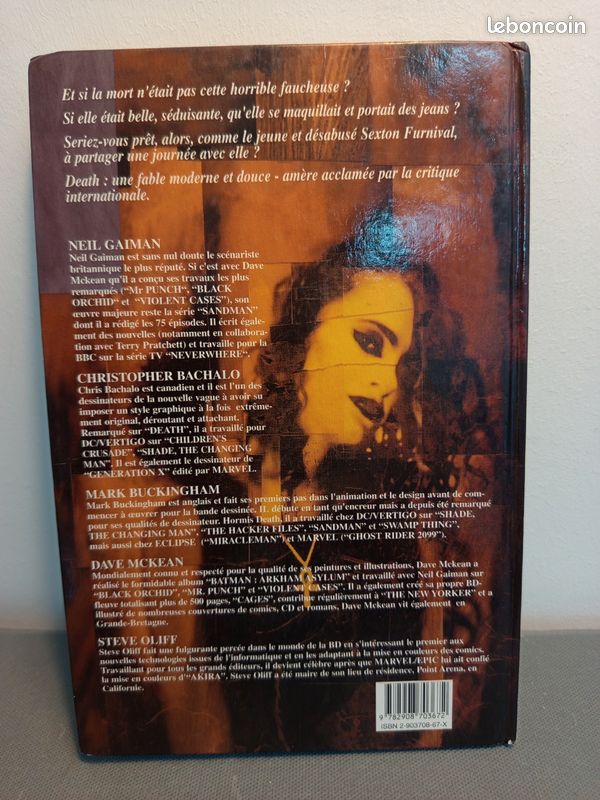 leboncoin
Et si la mort n'était pas cette horrible faucheuse ?
Si elle était belle, séduisante, qu'elle se maquillait et portait des jeans ?
Seriez-vous prêt, alors, comme le jeune et désabusé Sexton Furnival,
à partager une journée avec elle ?
Death : une fable moderne et douce - amère acclamée par la critique
internationale.
NEIL GAIMAN
Neil Gaiman est sans nul doute le scénariste
britannique le plus réputé. Si c'est avec Dave
Mckean qu'il a conçu ses travaux les plus
remarqués ("Mr PUNCH", "BLACK
ORCHID" et "VIOLENT CASES"), son
œuvre majeure reste la série "SANDMAN"
dont il a rédigé les 75 épisodes. Il écrit égale-
ment des nouvelles (notamment en collabora-
tion avec Terry Pratchett) et travaille pour la
BBC sur la série TV "NEVERWHERE".
CHRISTOPHER BACHALO
Chris Bachalo est canadien et il est l'un des
dessinateurs de la nouvelle vague à avoir su
imposer un style graphique à la fois extrême-
ment original, déroutant et attachant.
Remarqué sur "DEATH", il a travaillé pour
DC/VERTIGO sur "CHILDREN'S
CRUSADE", "SHADE, THE CHANGING
MAN". Il est également le dessinateur de
"GENERATION X" édité par MARVEL.
MARK BUCKINGHAM
Mark Buckingham est anglais et fait ses premiers pas dans l'animation et le design avant de com-
mencer à œuvrer pour la bande dessinée. IL débute en tant qu'encreur mais a depuis été remarqué
pour ses qualités de dessinateur. Hormis Death, il a travaillé chez DC/VERTIGO sur "SHADE,
THE CHANGING MAN", "THE HACKER FILES", "SANDMAN" et "SWAMP THING",
mais aussi chez ECLIPSE ("MIRACLEMAN") et MARVEL ("GHOST RIDER 2099").
DAVE MCKEAN
Mondialement connu et respecté pour la qualité de ses peintures et illustrations, Dave Mckean a
réalisé le formidable album "BATMAN : ARKHAM ASYLUM" et travaillé avec Neil Gaiman sur
"BLACK ORCHID", "MR. PUNCH" et "VIOLENT CASES". Il a également créé sa propre BD-
fleuve totalisant plus de 500 pages, "CAGES", contribue régulièrement à "THE NEW YORKER" et a
illustré de nombreuses couvertures de comics, CD et romans, Dave Mckean vit également en
Grande-Bretagne.
STEVE OLIFF
Steve Oliff fait une fulgurante percée dans le monde de la BD en s'intéressant le premier aux
nouvelles technologies issues de l'informatique et en les adaptant à la mise en couleurs des comics.
Travaillant pour tous les grands éditeurs, il devient célèbre après que MARVEL/EPIC lui ait confié
la mise en couleurs d'"AKIRA". Steve Oliff a été maire de son lieu de résidence, Point Arena, en
Californie.
9 782908 703672
ISBN 2-903708-67-X